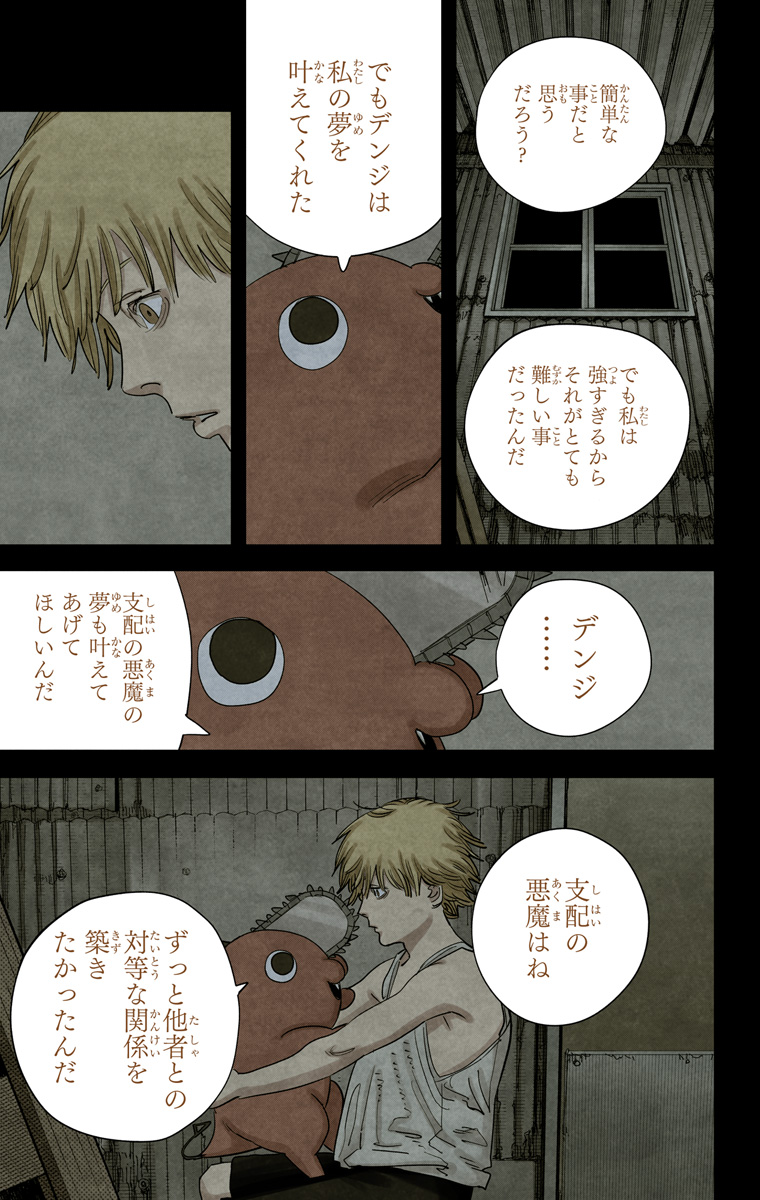 簡単な
事だと
思う
だろう?
でも私は
強すぎるから
それがとても
難しい事
だったんだ
でもデンジは
私の夢を
叶えてくれた
デンジ
……
支配の悪魔の
夢も叶えて
あげて
ほしいんだ
支配の
悪魔はね
ずっと他者との
対等な関係を
築き
たかったんだ